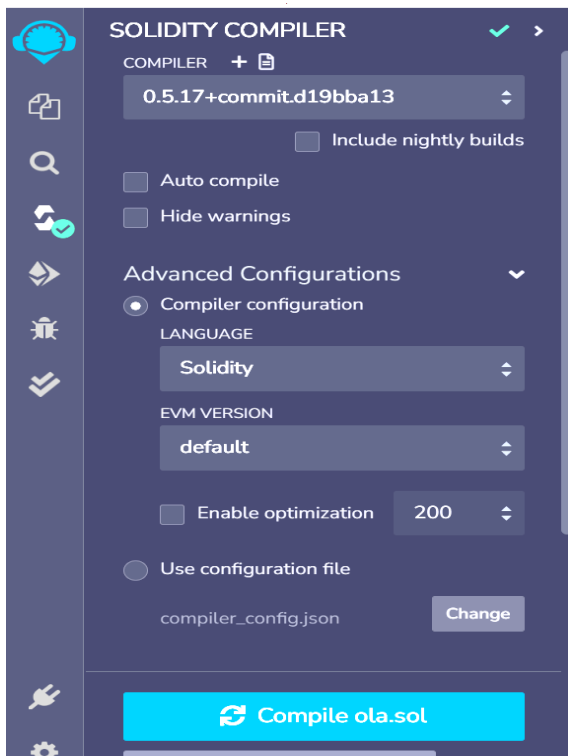 SOLIDITY COMPILER
COMPILER
0.5.17+commit.d19bba13
Include nightly builds
Auto compile
Hide warnings
Advanced Configurations
Compiler configuration
LANGUAGE
Solidity
EVM VERSION
default
Enable optimization 200
Use configuration file
compiler_config.json Change
Compile ola.sol